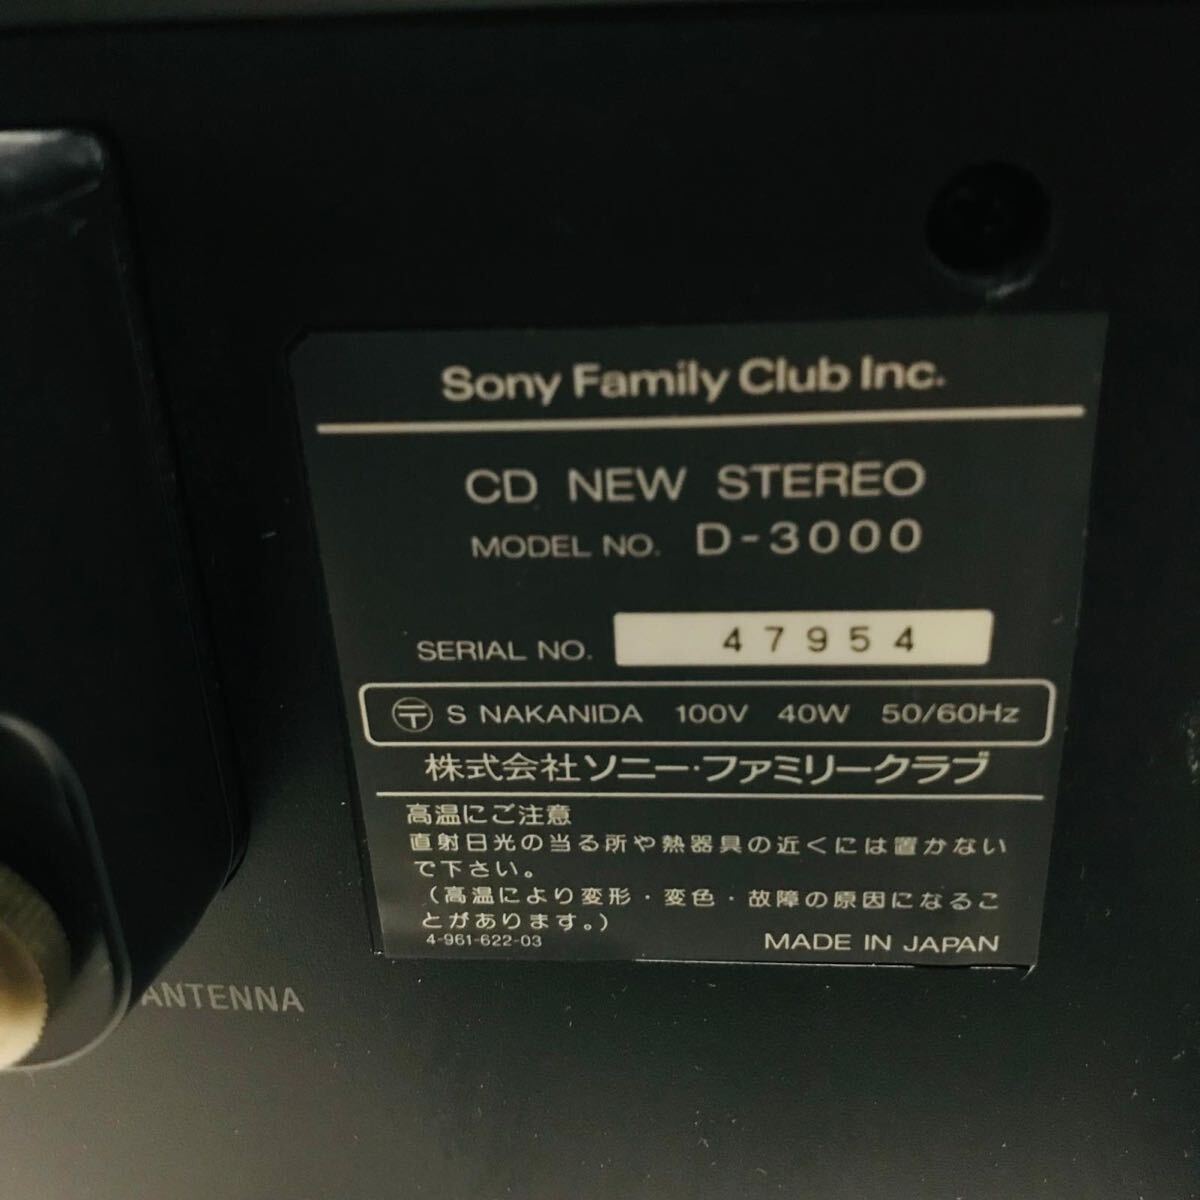 Sony Family Club Inc.
CD NEW STEREO
MODEL NO. D-3000
SERIAL NO. 47954
〒 S NAKANIDA 100V 40W 50/60Hz
株式会社ソニー・ファミリークラブ
高温にご注意
直射日光の当る所や熱器具の近くには置かない
で下さい。
（高温により変形・変色・故障の原因になるこ
とがあります。）
4-961-622-03 MADE IN JAPAN
ANTENNA